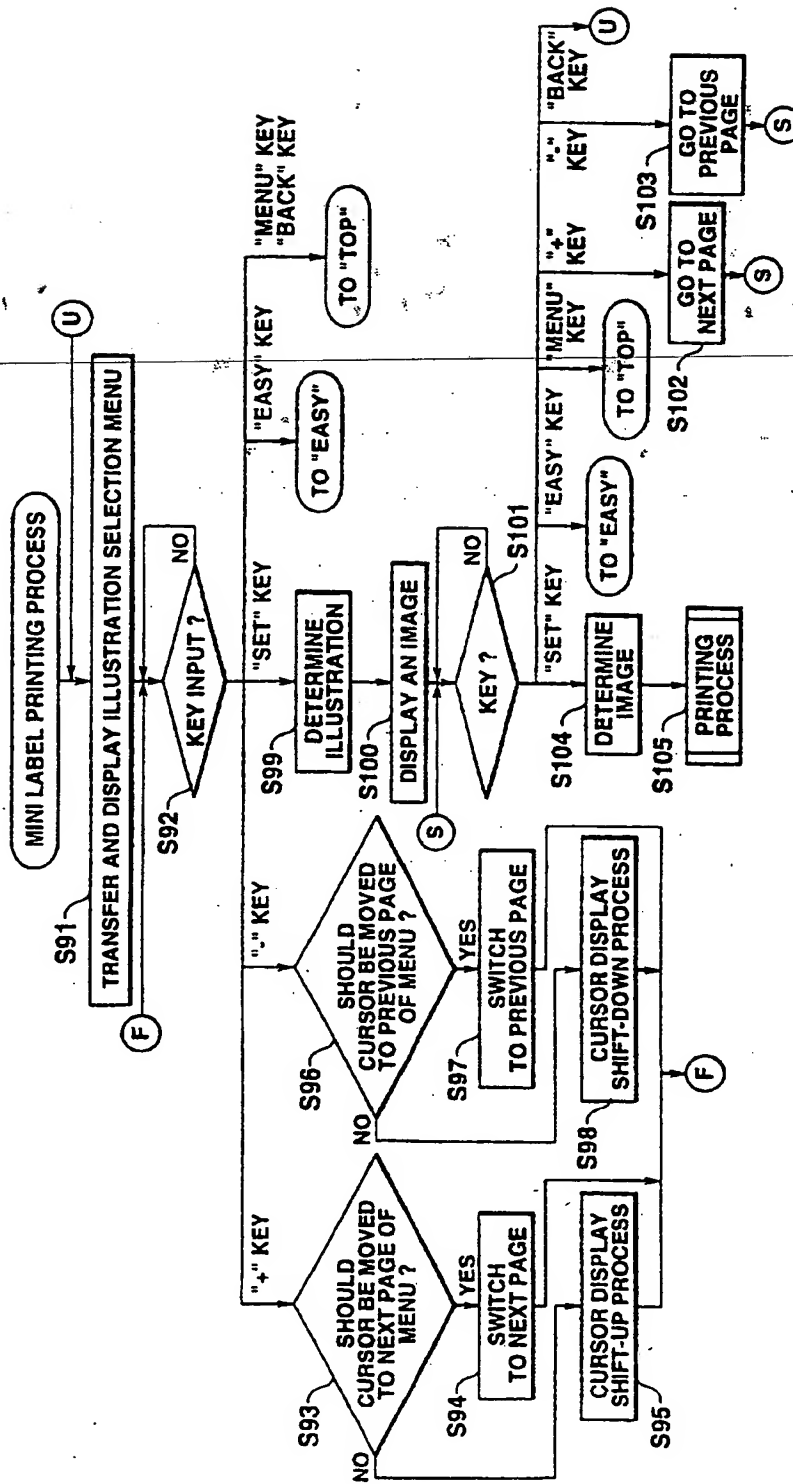 MINI LABEL PRINTING PROCESS
U
S91
TRANSFER AND DISPLAY ILLUSTRATION SELECTION MENU
F
S92
KEY INPUT ?
NO
"+" KEY
"-" KEY
"SET" KEY
"EASY" KEY
"MENU" KEY
"BACK" KEY
S93
SHOULD
CURSOR BE MOVED
TO NEXT PAGE OF
MENU ?
NO
YES
S94
SWITCH
TO NEXT PAGE
S95
CURSOR DISPLAY
SHIFT-UP PROCESS
S96
SHOULD
CURSOR BE MOVED
TO PREVIOUS PAGE
OF MENU ?
NO
YES
S97
SWITCH
TO PREVIOUS PAGE
S98
CURSOR DISPLAY
SHIFT-DOWN PROCESS
F
S99
DETERMINE
ILLUSTRATION
TO "EASY"
TO "TOP"
S100
DISPLAY AN IMAGE
S
KEY ?
NO
S101
"SET" KEY
"EASY" KEY
"MENU"
KEY
"+"
KEY
"-"
KEY
"BACK"
KEY
S104
DETERMINE
IMAGE
S105
PRINTING
PROCESS
TO "EASY"
TO "TOP"
S102
GO TO
NEXT PAGE
S
S103
GO TO
PREVIOUS
PAGE
S
U